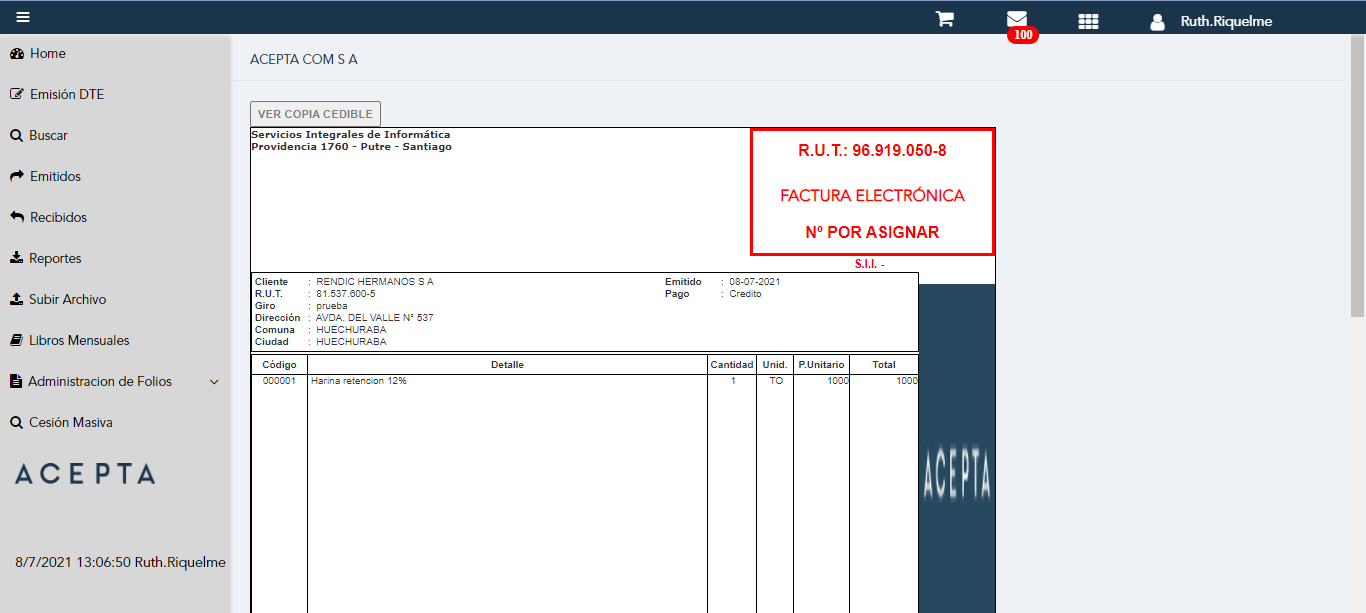 100
Ruth.Riquelme
Home
Emisión DTE
Buscar
Emitidos
Recibidos
Reportes
Subir Archivo
Libros Mensuales
Administracion de Folios
Cesión Masiva
ACEPTA
8/7/2021 13:06:50 Ruth.Riquelme
ACEPTA COM S A
VER COPIA CEDIBLE
Servicios Integrales de Informática
Providencia 1760 - Putre - Santiago
R.U.T.: 96.919.050-8
FACTURA ELECTRÓNICA
Nº POR ASIGNAR
S.I.I. -
Cliente : RENDIC HERMANOS S A Emitido : 08-07-2021
R.U.T. : 81.537.600-5 Pago : Credito
Giro : prueba
Dirección : AVDA. DEL VALLE N° 537
Comuna : HUECHURABA
Ciudad : HUECHURABA
Código Detalle Cantidad Unid. P.Unitario Total
000001 Harina retencion 12% 1 TO 1000 1000
ACEPTA